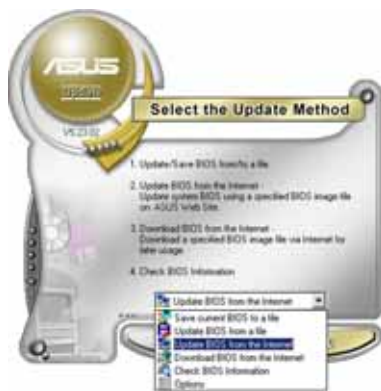 ASUS
Update
Select the Update Method
1. Update/Save BIOS from/to a file
2. Update BIOS from the Internet -
Update system BIOS using a specified BIOS image file
on ASUS Web Site.
3. Download BIOS from the Internet -
Download a specified BIOS image file via Internet for
later usage.
4. Check BIOS Information
Update BIOS from the Internet
Save current BIOS to a file
Update BIOS from a file
Update BIOS from the Internet
Download BIOS from the Internet
Check BIOS Information
Options